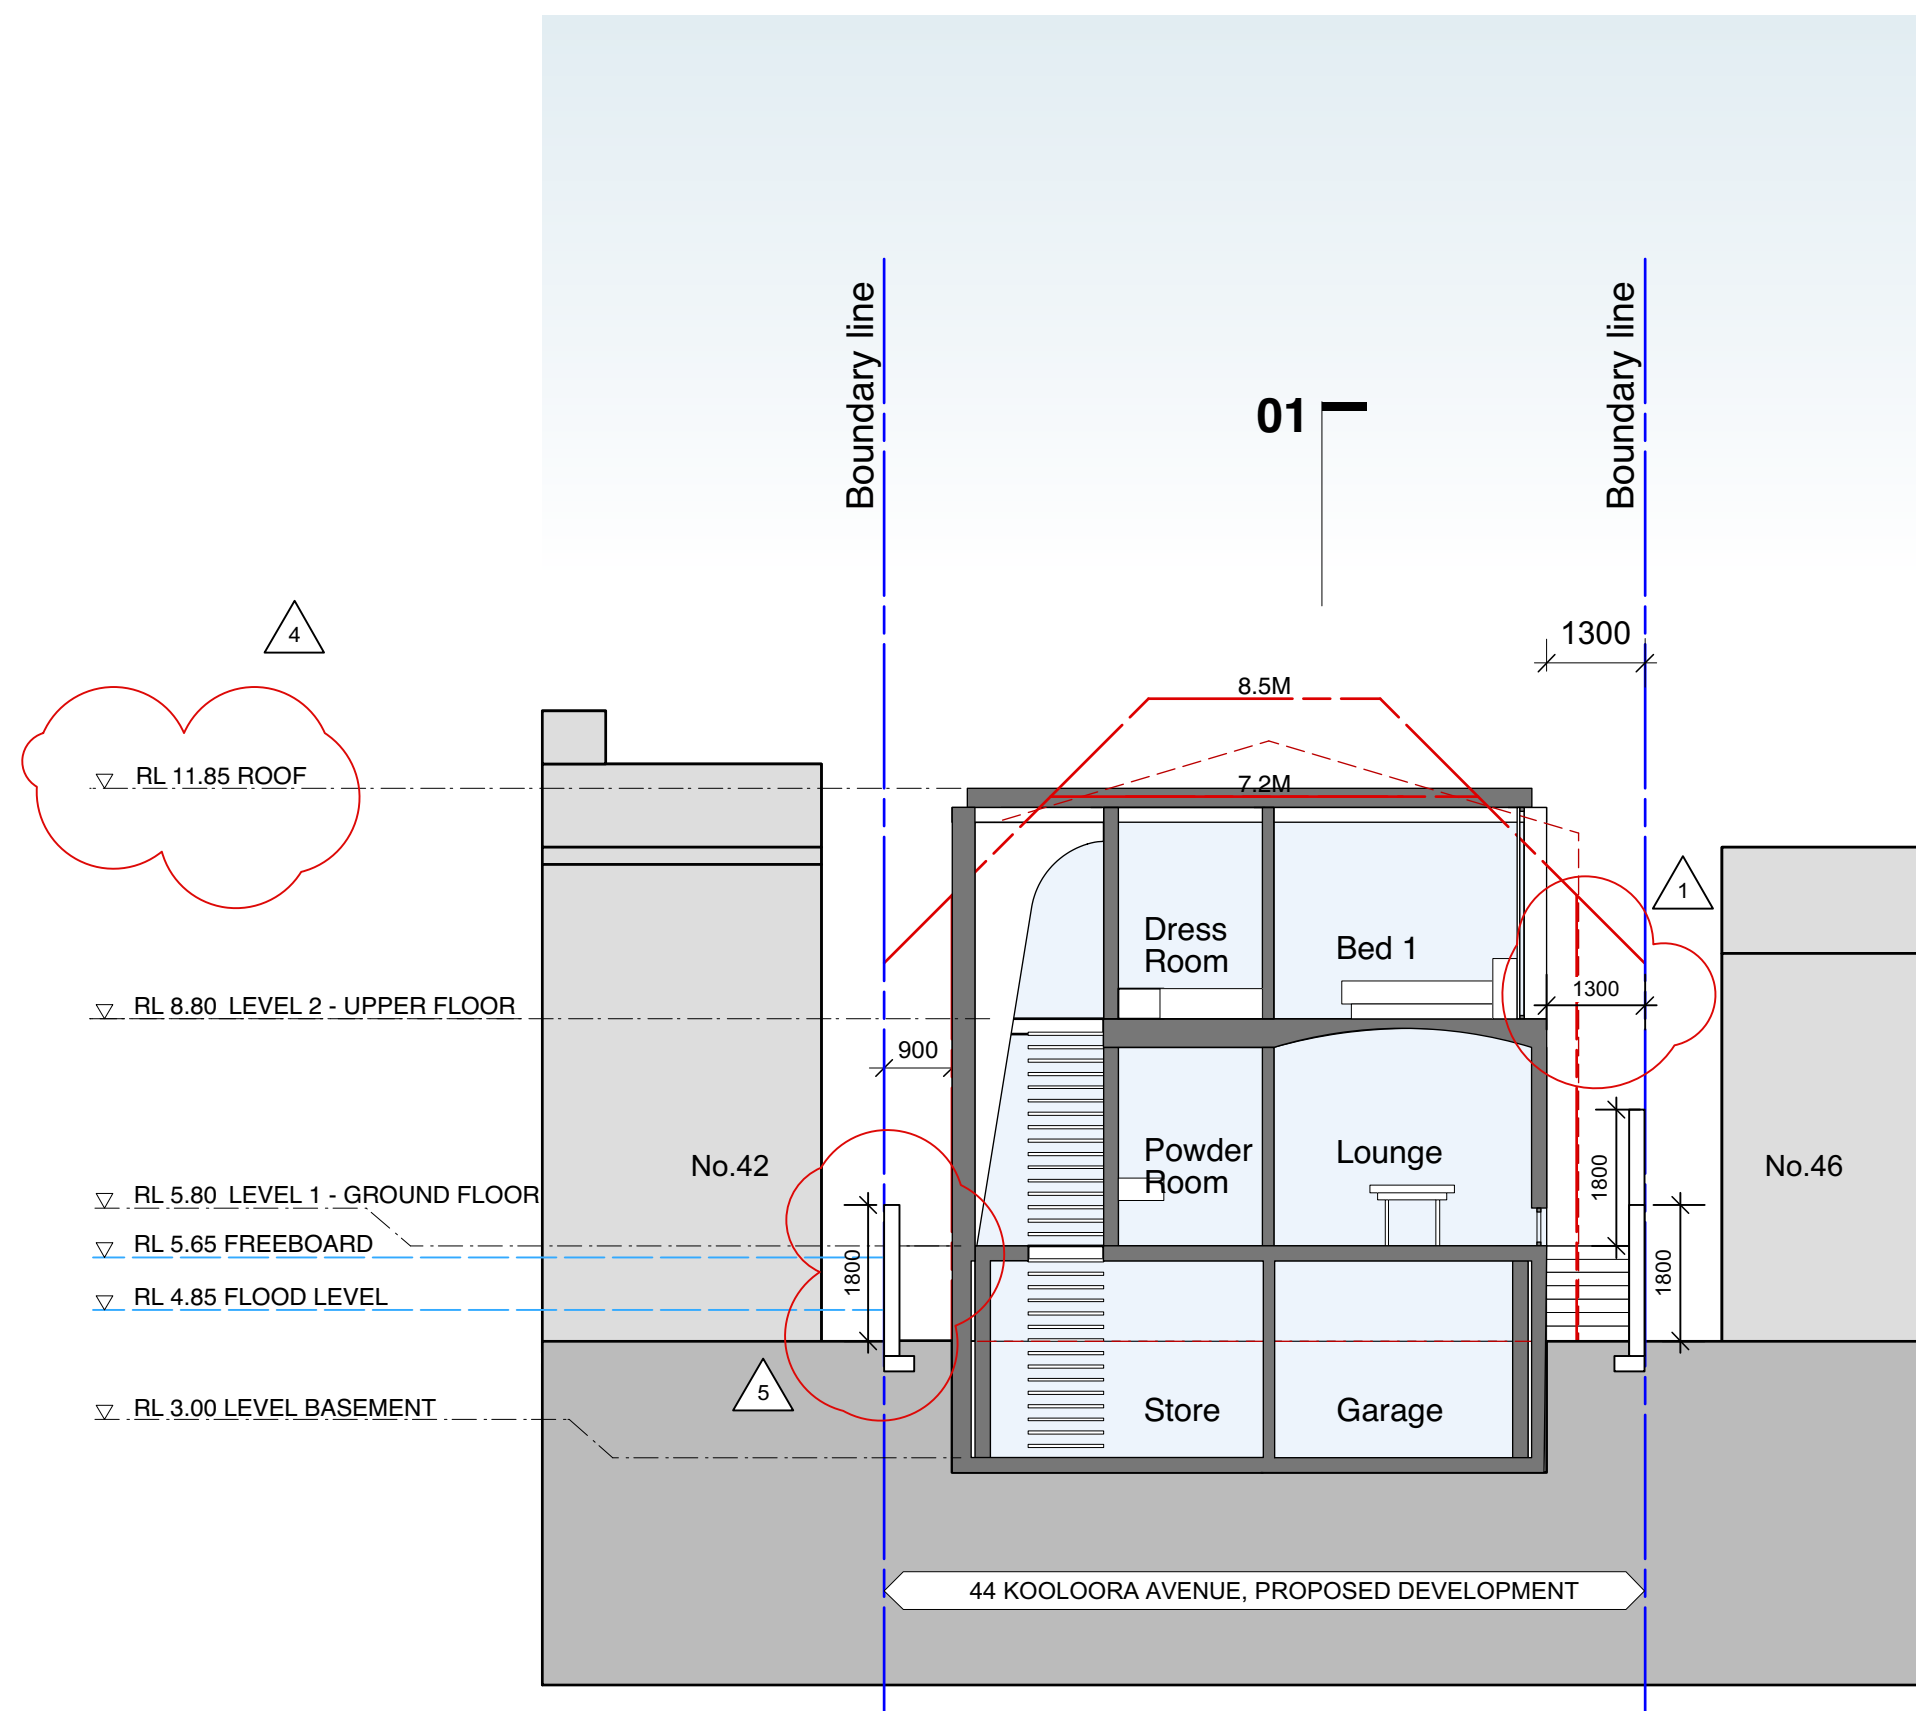 Boundary line
Boundary line
01
4
1300
8.5M
RL 11.85 ROOF
7.2M
1
Dress
Room
Bed 1
1300
RL 8.80  LEVEL 2 - UPPER FLOOR
900
No.42
Powder
Room
Lounge
1800
No.46
RL 5.80  LEVEL 1 - GROUND FLOOR
RL 5.65 FREEBOARD
1800
1800
RL 4.85 FLOOD LEVEL
5
RL 3.00 LEVEL BASEMENT
Store
Garage
44 KOOLOORA AVENUE, PROPOSED DEVELOPMENT